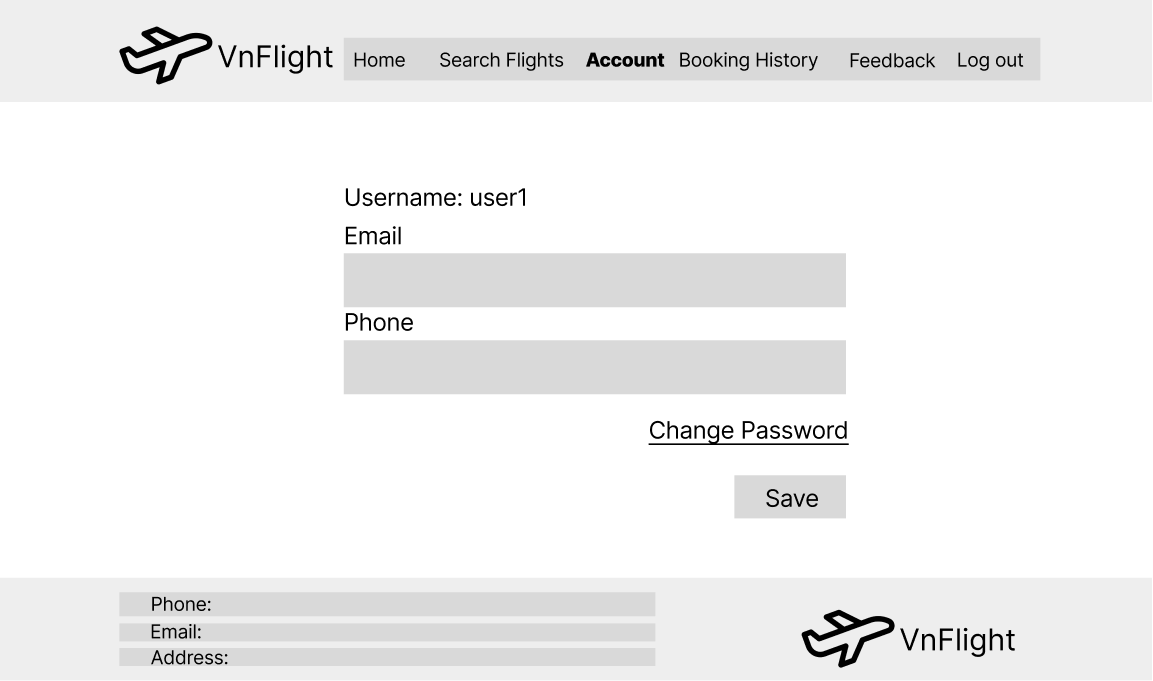 VnFlight
Home Search Flights Account Booking History Feedback Log out
Username: user1
Email
Phone
Change Password
Save
Phone:
Email:
Address:
VnFlight